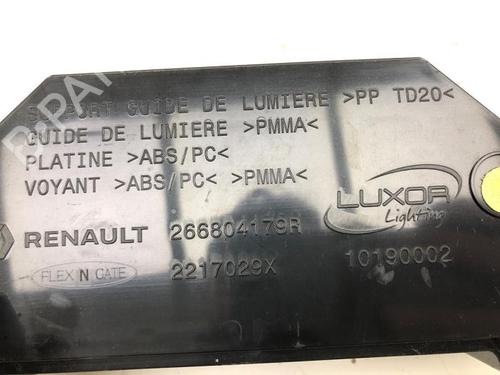 SUPPORT GUIDE DE LUMIERE >PP TD20<
GUIDE DE LUMIERE >PMMA<
PLATINE >ABS/PC<
VOYANT >ABS/PC< >PMMA<
LUXOR
Lighting
RENAULT 266804179R
FLEX N GATE 2217029X 10190002